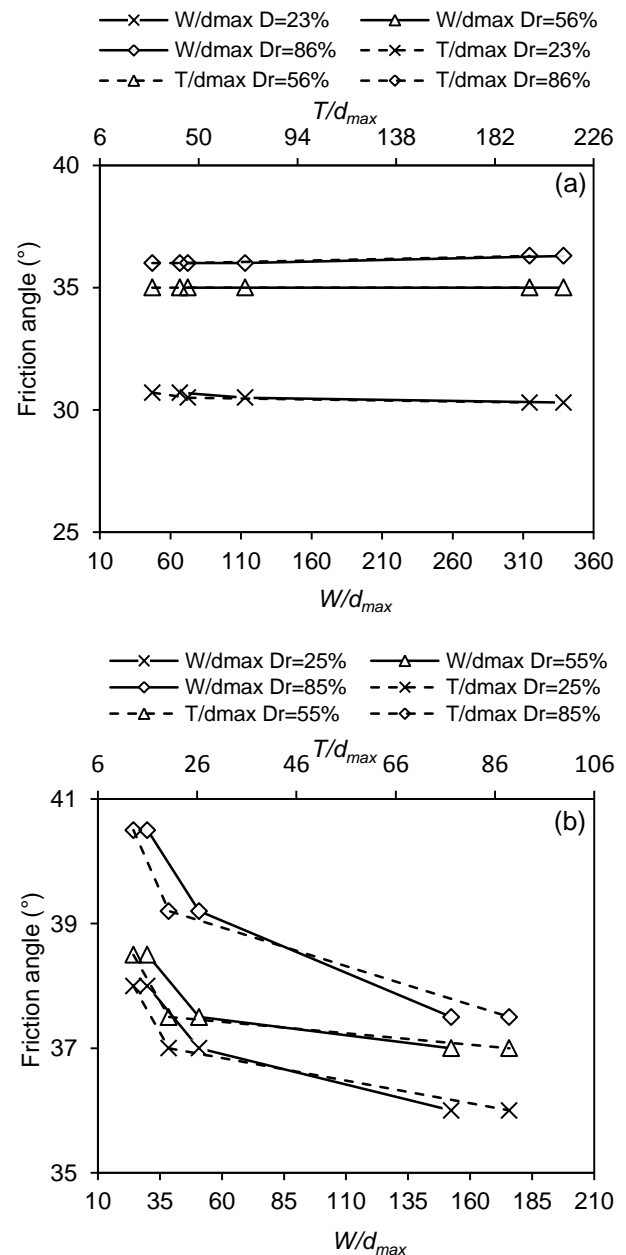 W/dmax D=23% W/dmax Dr=56%
W/dmax Dr=86% T/dmax Dr=23%
T/dmax Dr=56% T/dmax Dr=86%
T/dmax
6 50 94 138 182 226
(a)
40
35
30
25
Friction angle (°)
10 60 110 160 210 260 310 360
W/dmax
W/dmax Dr=25% W/dmax Dr=55%
W/dmax Dr=85% T/dmax Dr=25%
T/dmax Dr=55% T/dmax Dr=85%
T/dmax
6 26 46 66 86 106
(b)
41
39
37
35
Friction angle (°)
10 35 60 85 110 135 160 185 210
W/dmax